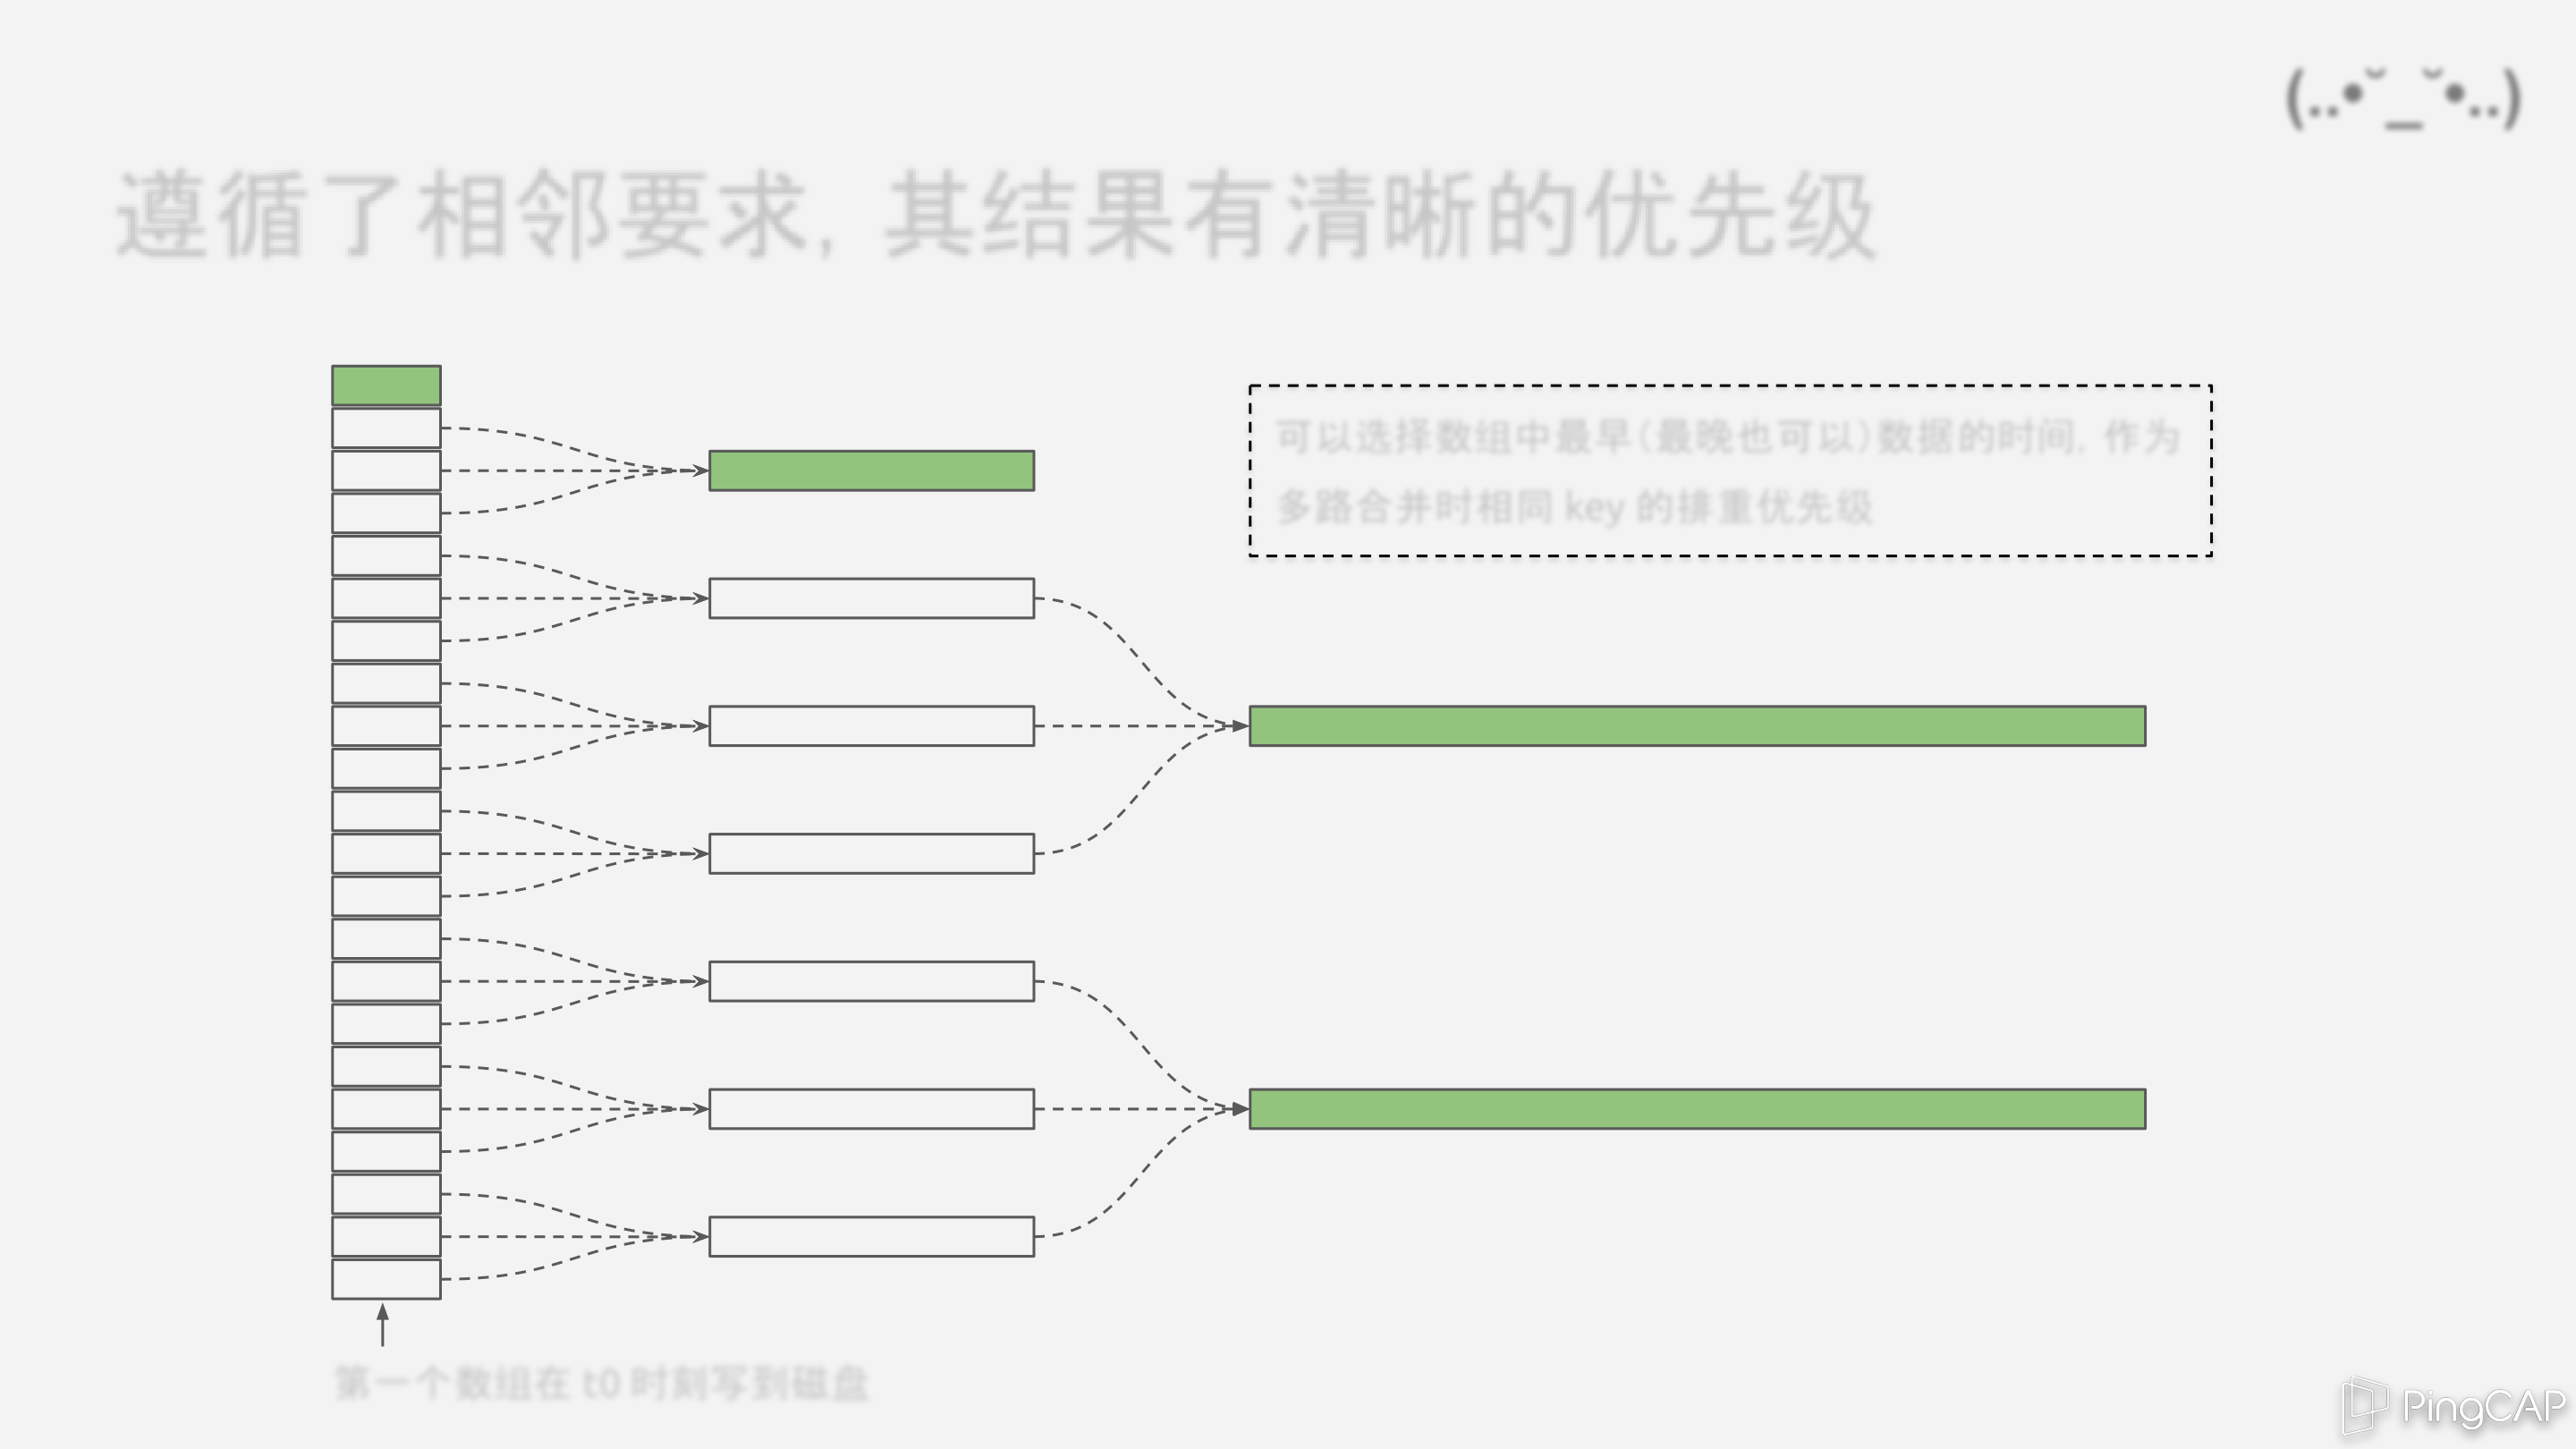 (..•˘_˘•..)
遵循了相邻要求, 其结果有清晰的优先级
可以选择数组中最早(最晚也可以)数据的时间, 作为
多路合并时相同 key 的排重优先级
第一个数组在 t0 时刻写到磁盘
PingCAP